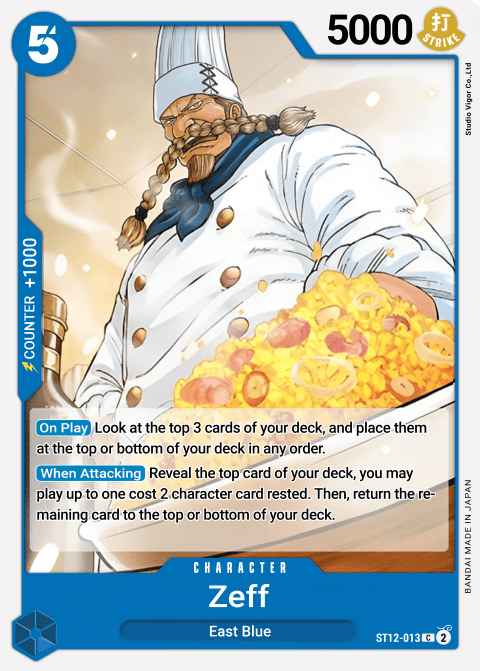 5
5000
打
STRIKE
Studio Vigor Co.,Ltd
COUNTER +1000
On Play Look at the top 3 cards of your deck, and place them
at the top or bottom of your deck in any order.
When Attacking Reveal the top card of your deck, you may
play up to one cost 2 character card rested. Then, return the re-
maining card to the top or bottom of your deck.
BANDAI MADE IN JAPAN
CHARACTER
Zeff
East Blue
ST12-013 C 2